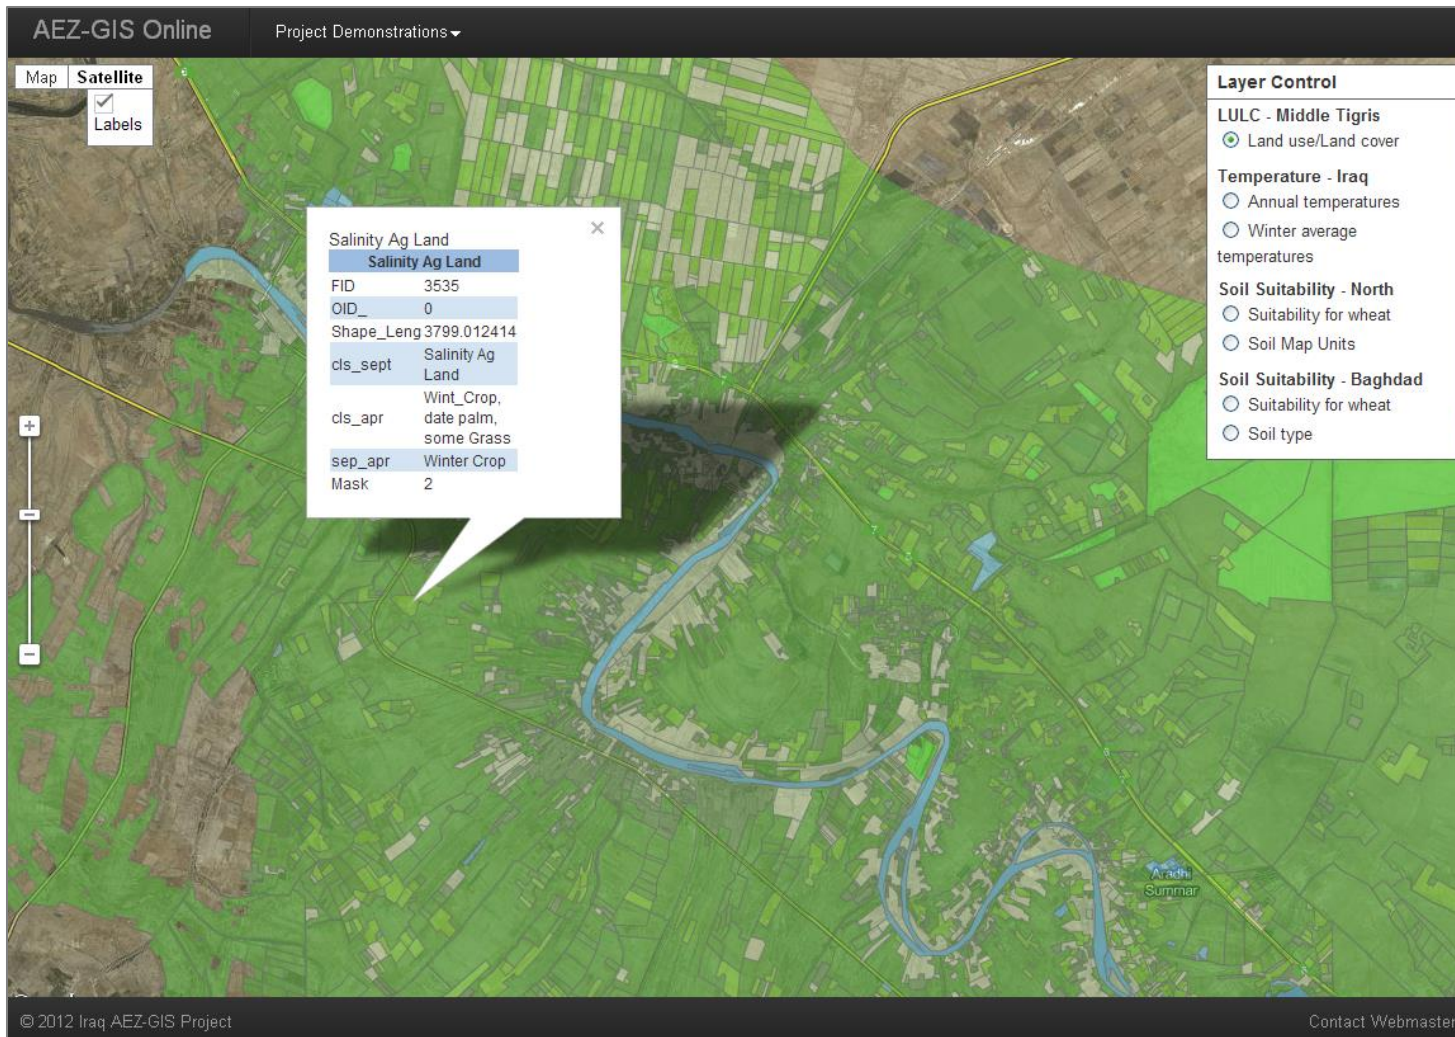 AEZ-GIS Online
Project Demonstrations
Map
Satellite
Labels
6
Layer Control
LULC - Middle Tigris
Land use/Land cover
Temperature - Iraq
Annual temperatures
Winter average
temperatures
Soil Suitability - North
Suitability for wheat
Soil Map Units
Soil Suitability - Baghdad
Suitability for wheat
Soil type
Salinity Ag Land
Salinity Ag Land
FID 3535
OID_ 0
Shape_Leng 3799.012414
cls_sept Salinity Ag
Land
cls_apr Wint_Crop,
date palm,
some Grass
sep_apr Winter Crop
Mask 2
7
Aradhi
Summar
© 2012 Iraq AEZ-GIS Project
Contact Webmaster